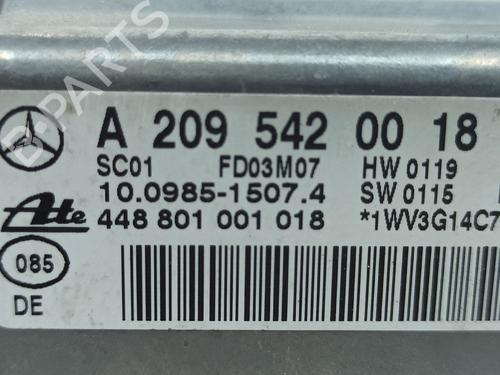 B-PARTS
A 209 542 00 18
SC01 FD03M07 HW 0119
10.0985-1507.4 SW 0115
Ate 448 801 001 018 *1WV3G14C7
085
DE